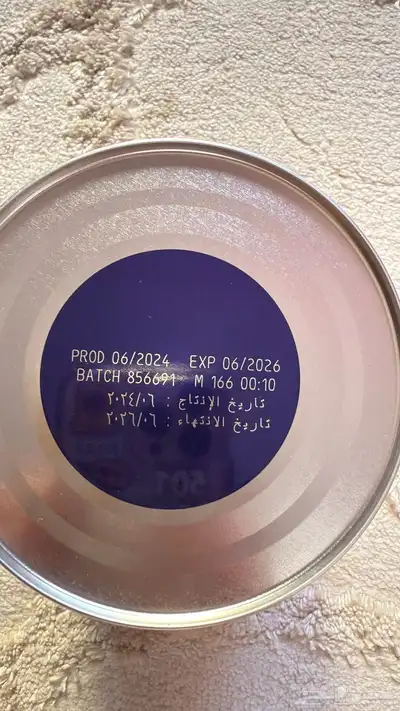 PROD 06/2024 EXP 06/2026
BATCH 856691 M 166 00:10
تاريخ الإنتاج : ٢٠٢٤/٠٦
تاريخ الانتهاء : ٢٠٢٦/٠٦